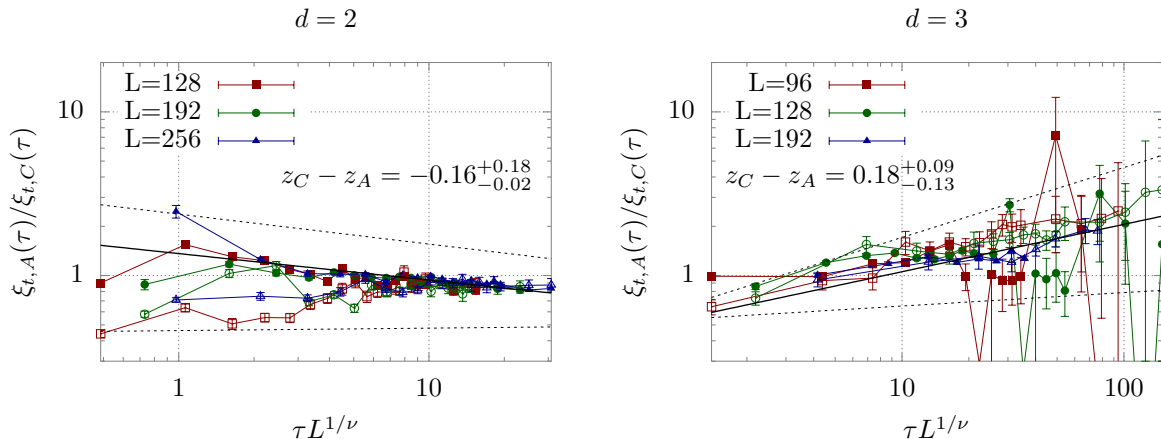 d = 2
ξ_{t,A}(τ)/ξ_{t,C}(τ)
10
1
L=128
L=192
L=256
z_C − z_A = −0.16^{+0.18}_{−0.02}
1
10
τL^{1/ν}
d = 3
ξ_{t,A}(τ)/ξ_{t,C}(τ)
10
1
L=96
L=128
L=192
z_C − z_A = 0.18^{+0.09}_{−0.13}
10
100
τL^{1/ν}